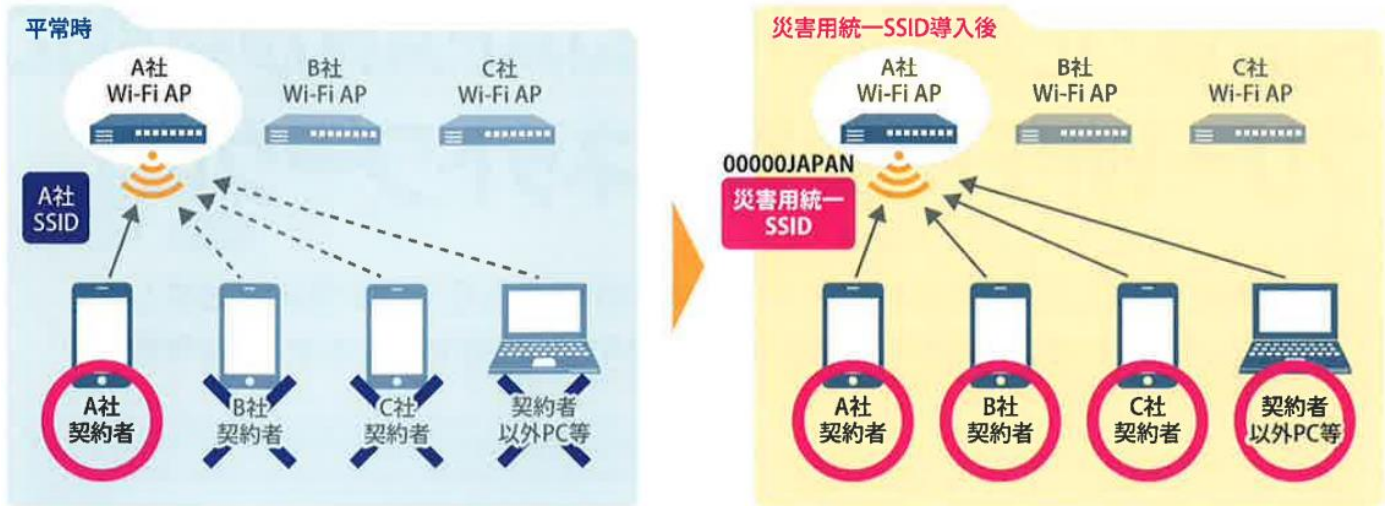 平常時
A社
Wi-Fi AP
B社
Wi-Fi AP
C社
Wi-Fi AP
A社
SSID
A社
契約者
B社
契約者
C社
契約者
契約者
以外PC等
災害用統一SSID導入後
A社
Wi-Fi AP
B社
Wi-Fi AP
C社
Wi-Fi AP
00000JAPAN
災害用統一
SSID
A社
契約者
B社
契約者
C社
契約者
契約者
以外PC等